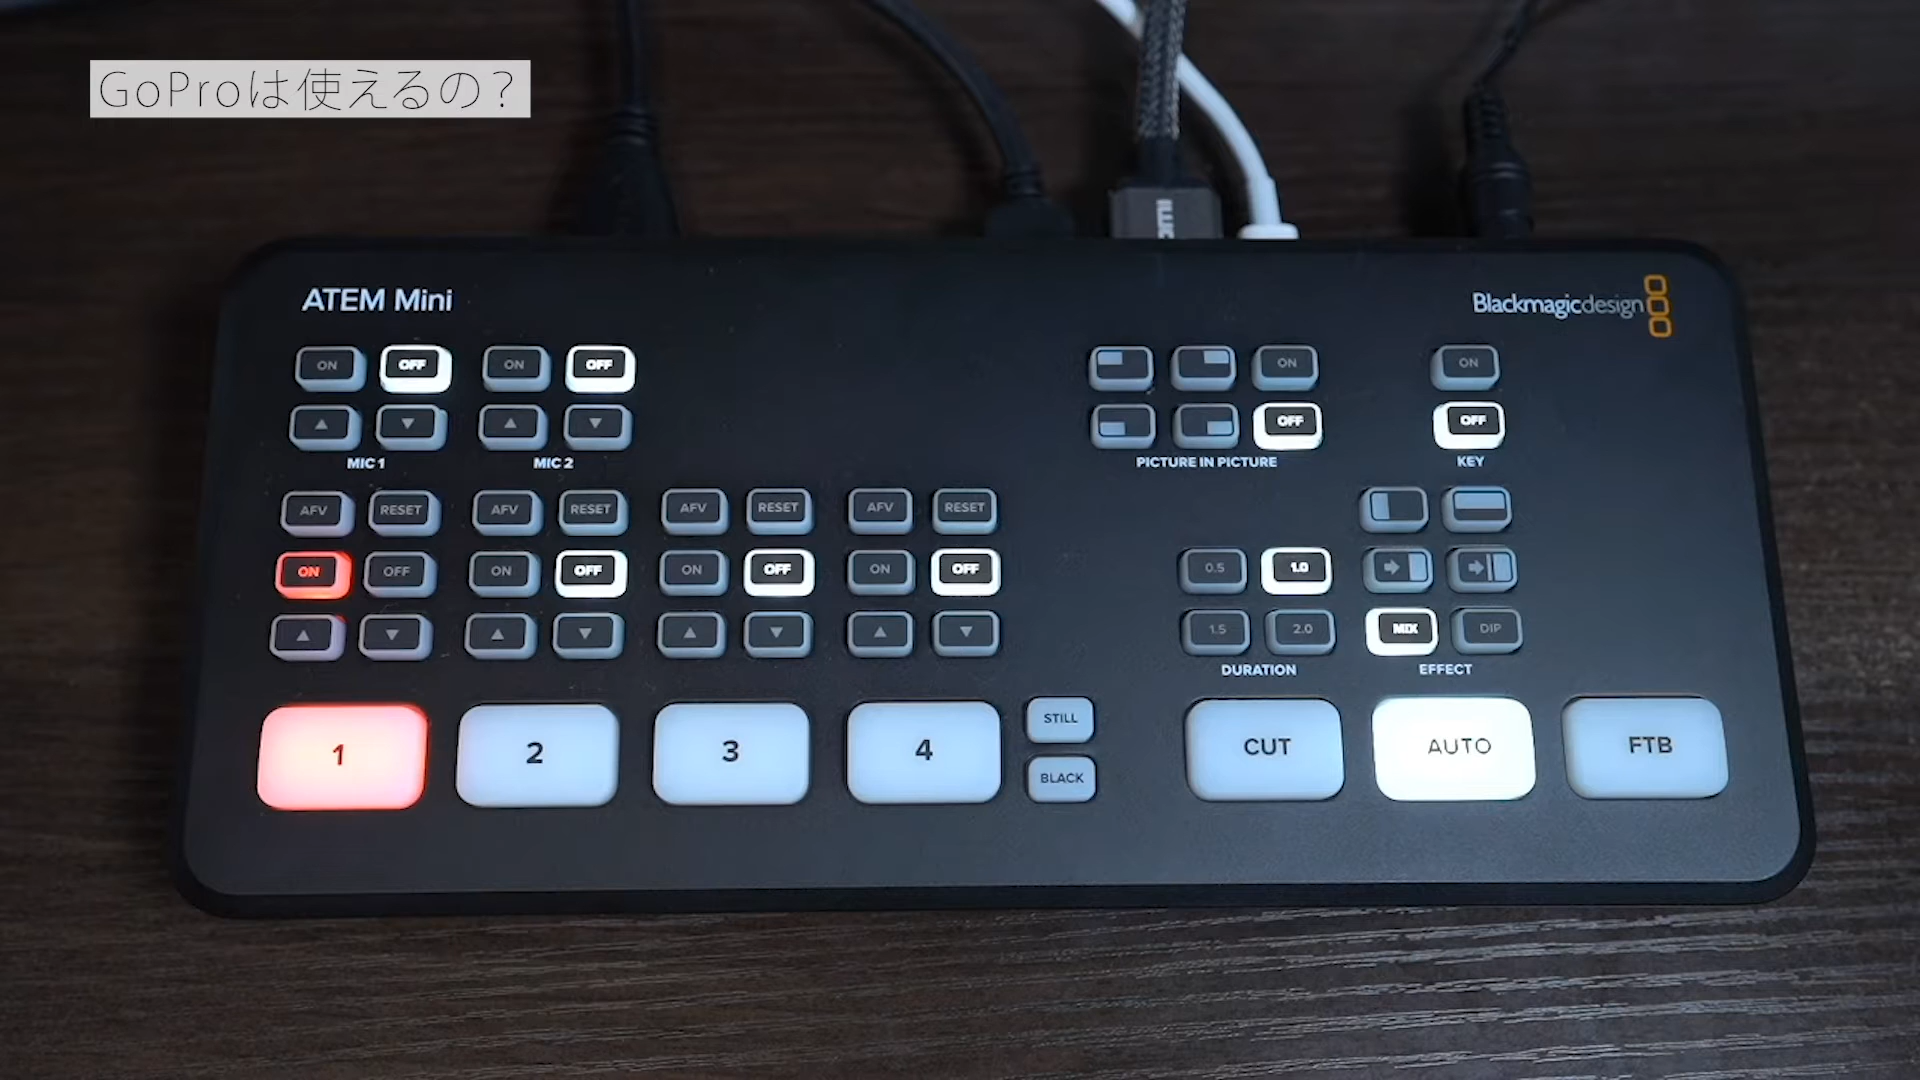 GoProは使えるの？
ATEM Mini
Blackmagicdesign
ON OFF ON OFF
ON
ON
OFF
OFF
MIC 1
MIC 2
PICTURE IN PICTURE
KEY
AFV RESET AFV RESET AFV RESET AFV RESET
ON OFF ON OFF ON OFF ON OFF
0.5 1.0
1.5 2.0
MIX DIP
DURATION
EFFECT
1
2
3
4
STILL
BLACK
CUT
AUTO
FTB